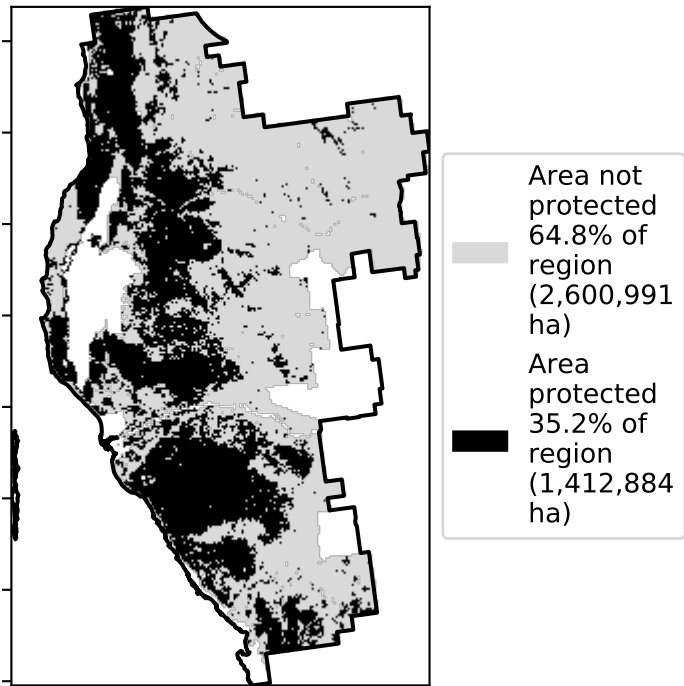 Area not
protected
64.8% of
region
(2,600,991
ha)
Area
protected
35.2% of
region
(1,412,884
ha)